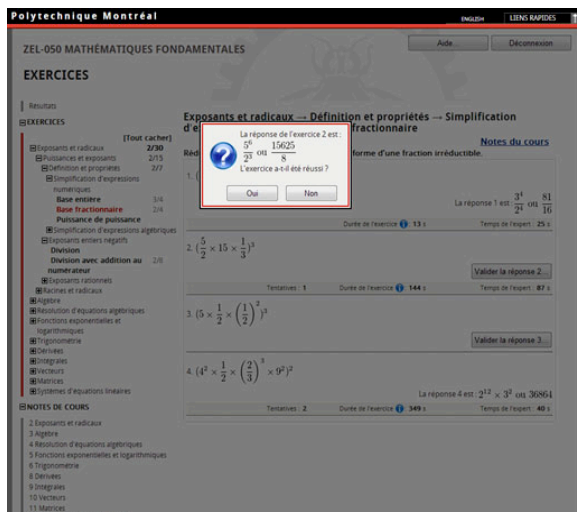 Polytechnique Montréal
ENGLISH
LIENS RAPIDES
ZEL-050 MATHÉMATIQUES FONDAMENTALES
Aide...
Déconnexion
EXERCICES
Résultats
EXERCICES
[Tout cacher]
Exposants et radicaux 2/30
Puissances et exposants 2/15
Définition et propriétés 2/7
Simplification d'expressions
numériques
Base entière 3/4
Base fractionnaire 2/4
Puissance de puissance
Simplification d'expressions algébriques
Exposants entiers négatifs
Division
Division avec addition au 2/8
numérateur
Exposants rationnels
Racines et radicaux
Algèbre
Résolution d'équations algébriques
Fonctions exponentielles et
logarithmiques
Trigonométrie
Dérivées
Intégrales
Vecteurs
Matrices
Systèmes d'équations linéaires
NOTES DE COURS
2 Exposants et radicaux
3 Algèbre
4 Résolution d'équations algébriques
5 Fonctions exponentielles et logarithmiques
6 Trigonométrie
8 Dérivées
9 Intégrales
10 Vecteurs
11 Matrices
Exposants et radicaux → Définition et propriétés → Simplification
d'e fractionnaire
Notes du cours
Réd forme d'une fraction irréductible.
La réponse de l'exercice 2 est :
5^6/2^3 ou 15625/8
L'exercice a-t-il été réussi ?
Oui
Non
1. (
La réponse 1 est : 3^4/2^4 ou 81/16
Durée de l'exercice : 13 s
Temps de l'expert : 25 s
2. (5/2 × 15 × 1/3)^3
Valider la réponse 2...
Tentatives : 1
Durée de l'exercice : 144 s
Temps de l'expert : 87 s
3. (5 × 1/2 × (1/2)^2)^3
Valider la réponse 3...
4. (4^2 × 1/2 × (2/3)^3 × 9^2)^2
La réponse 4 est : 2^12 × 3^2 ou 36864
Tentatives : 2
Durée de l'exercice : 349 s
Temps de l'expert : 40 s